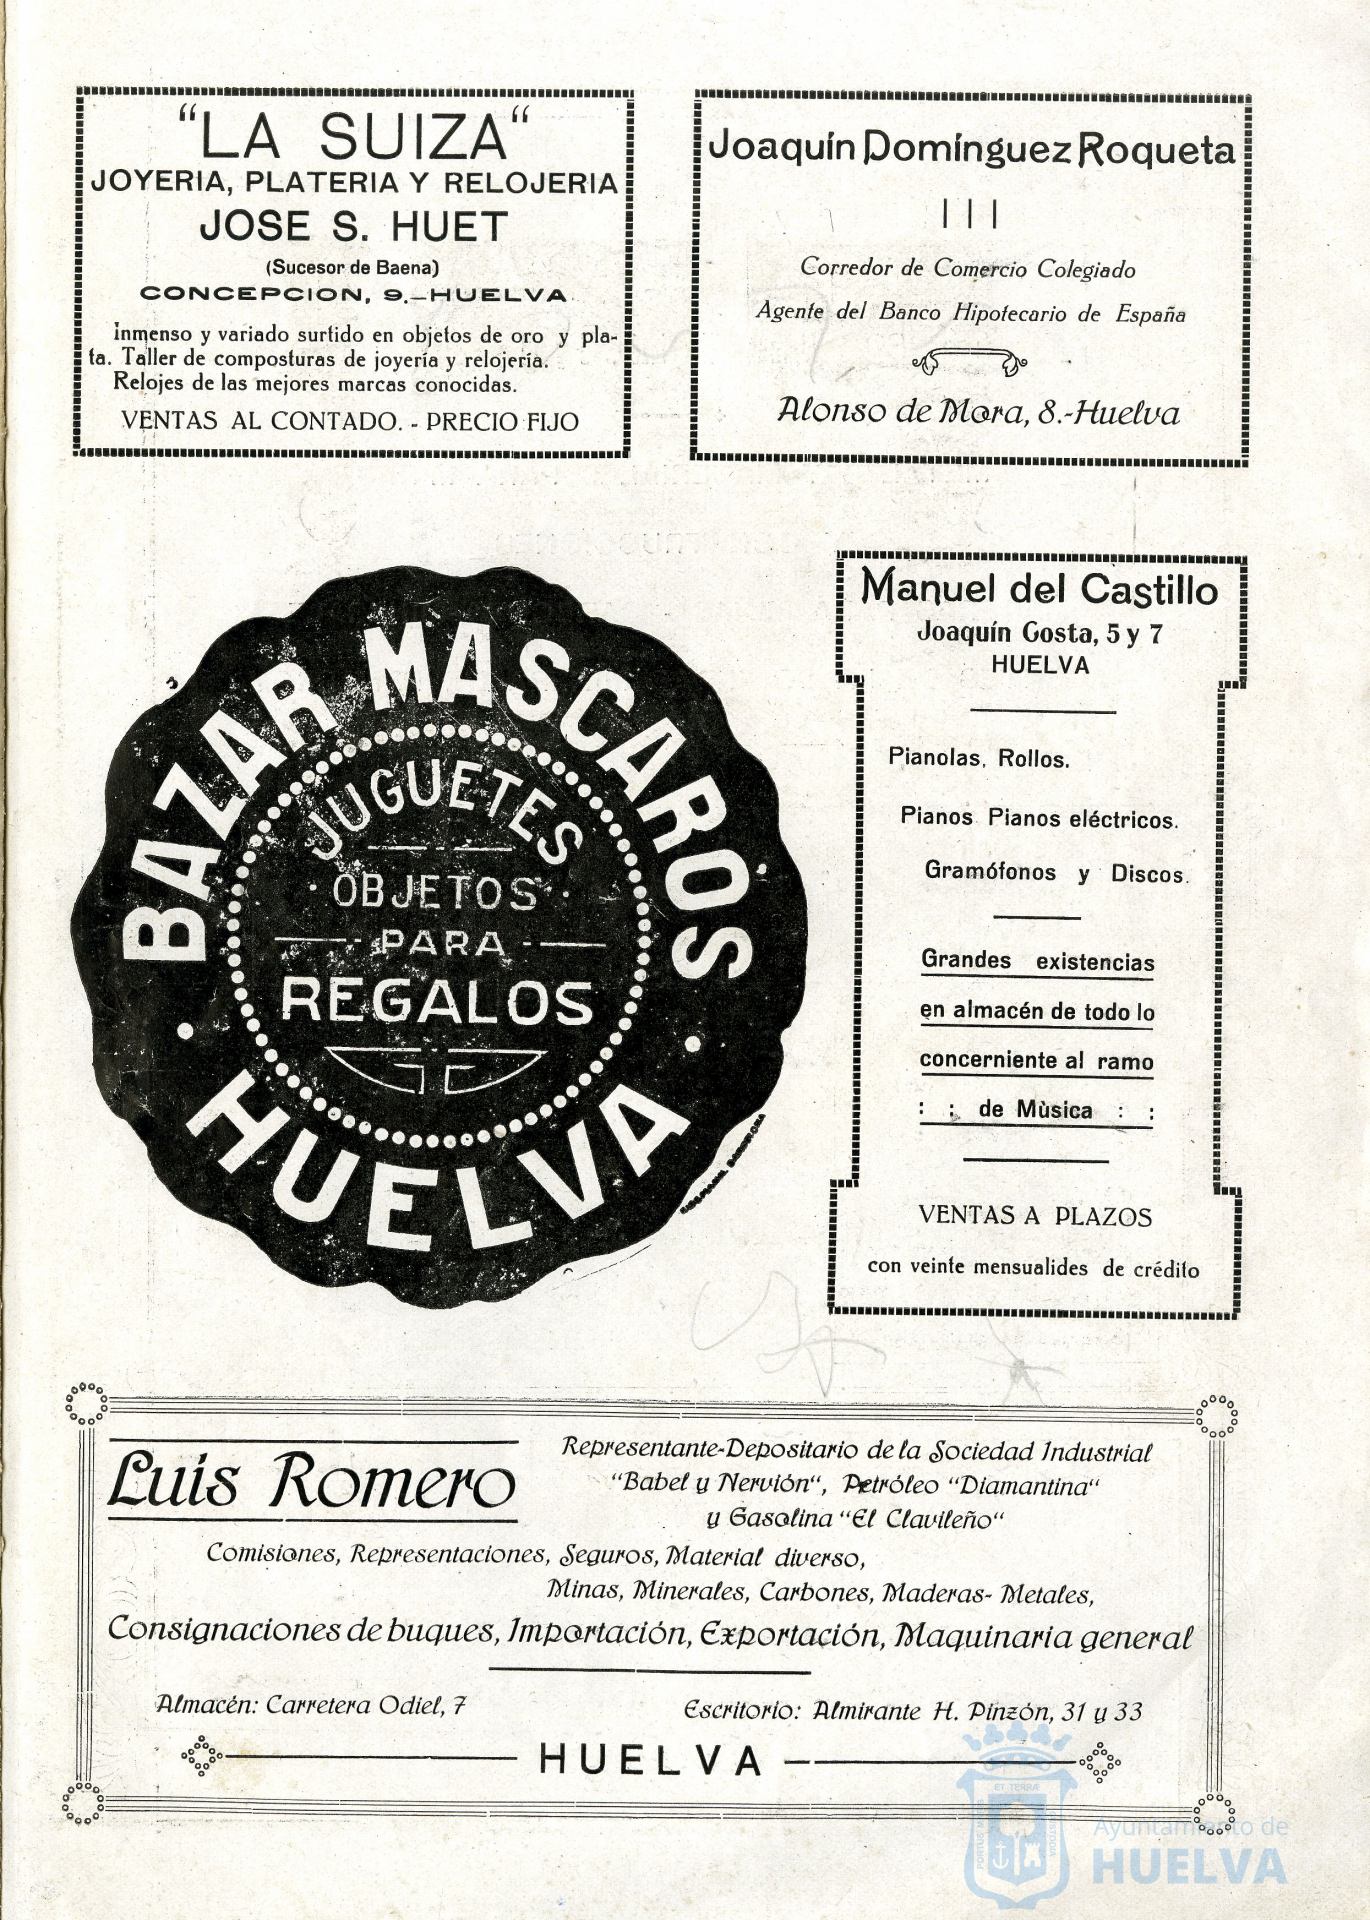 "LA SUIZA"
JOYERIA, PLATERIA Y RELOJERIA
JOSE S. HUET
(Sucesor de Baena)
CONCEPCION, 9.—HUELVA
Inmenso y variado surtido en objetos de oro y pla-
ta. Taller de composturas de joyería y relojería.
Relojes de las mejores marcas conocidas.
VENTAS AL CONTADO. - PRECIO FIJO
Joaquín Domínguez Roqueta
Corredor de Comercio Colegiado
Agente del Banco Hipotecario de España
Alonso de Mora, 8.-Huelva
BAZAR MASCAROS
JUGUETES
OBJETOS
PARA
REGALOS
HUELVA
Manuel del Castillo
Joaquín Costa, 5 y 7
HUELVA
Pianolas, Rollos.
Pianos Pianos eléctricos.
Gramófonos y Discos.
Grandes existencias
en almacén de todo lo
concerniente al ramo
: : de Mùsica : :
VENTAS A PLAZOS
con veinte mensualides de crédito
Luis Romero
Representante-Depositario de la Sociedad Industrial
"Babel y Nervión", Petróleo "Diamantina"
y Gasolina "El Clavileño"
Comisiones, Representaciones, Seguros, Material diverso,
Minas, Minerales, Carbones, Maderas- Metales,
Consignaciones de buques, Importación, Exportación, Maquinaria general
Almacén: Carretera Odiel, 7
Escritorio: Almirante H. Pinzón, 31 y 33
HUELVA
ET TERRÆ
PORTUS MARIS
CUSTODIA
Ayuntamiento de
HUELVA